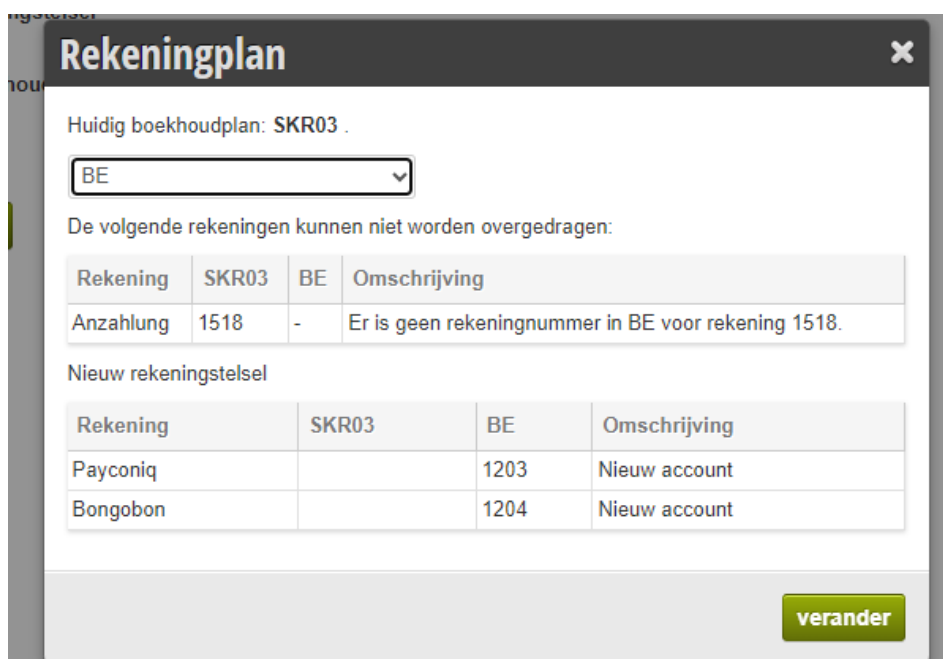 Rekeningplan
Huidig boekhoudplan: SKR03 .
BE
De volgende rekeningen kunnen niet worden overgedragen:
Rekening SKR03 BE Omschrijving
Anzahlung 1518 - Er is geen rekeningnummer in BE voor rekening 1518.
Nieuw rekeningstelsel
Rekening SKR03 BE Omschrijving
Payconiq 1203 Nieuw account
Bongobon 1204 Nieuw account
verander